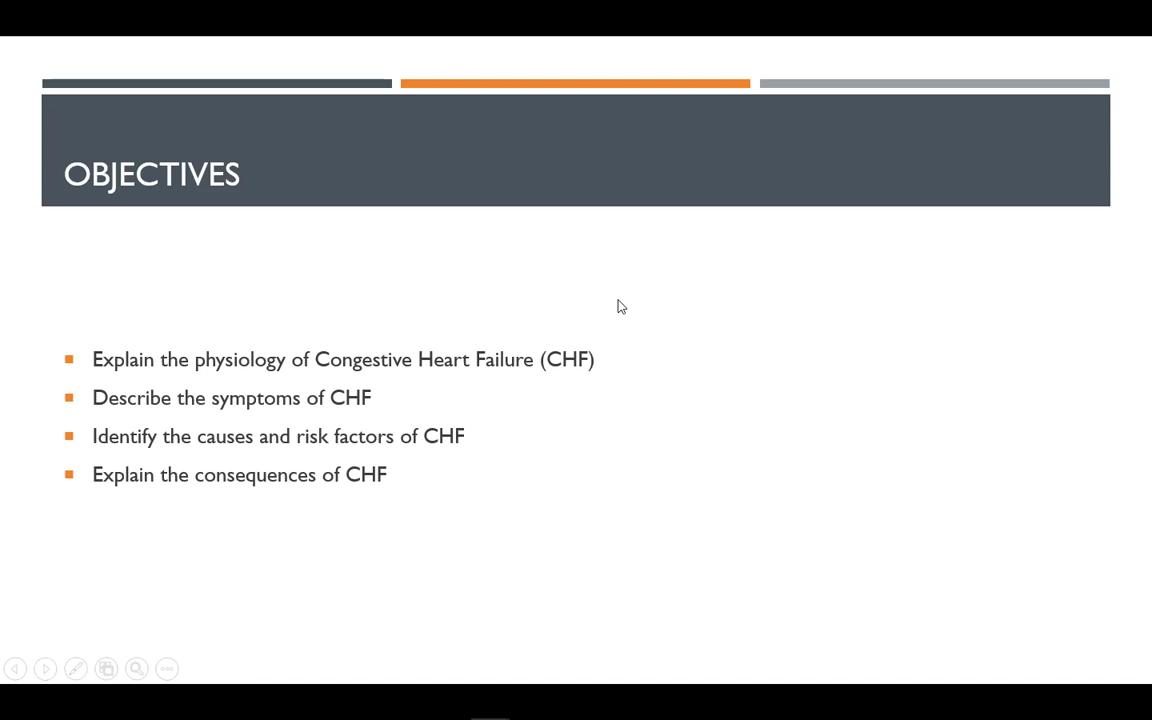 OBJECTIVES
Explain the physiology of Congestive Heart Failure (CHF)
Describe the symptoms of CHF
Identify the causes and risk factors of CHF
Explain the consequences of CHF